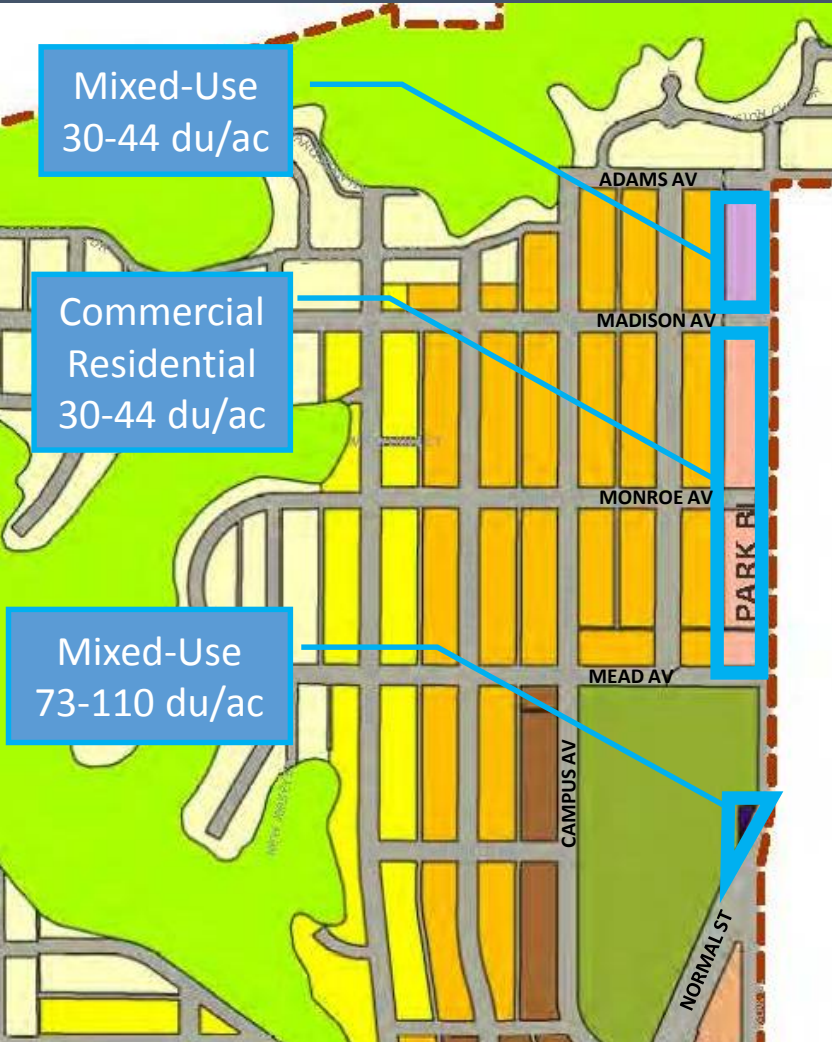 Mixed-Use
30-44 du/ac
ADAMS AV
Commercial
Residential
30-44 du/ac
MADISON AV
MONROE AV
PARK
Mixed-Use
73-110 du/ac
MEAD AV
CAMPUS AV
NORMAL ST